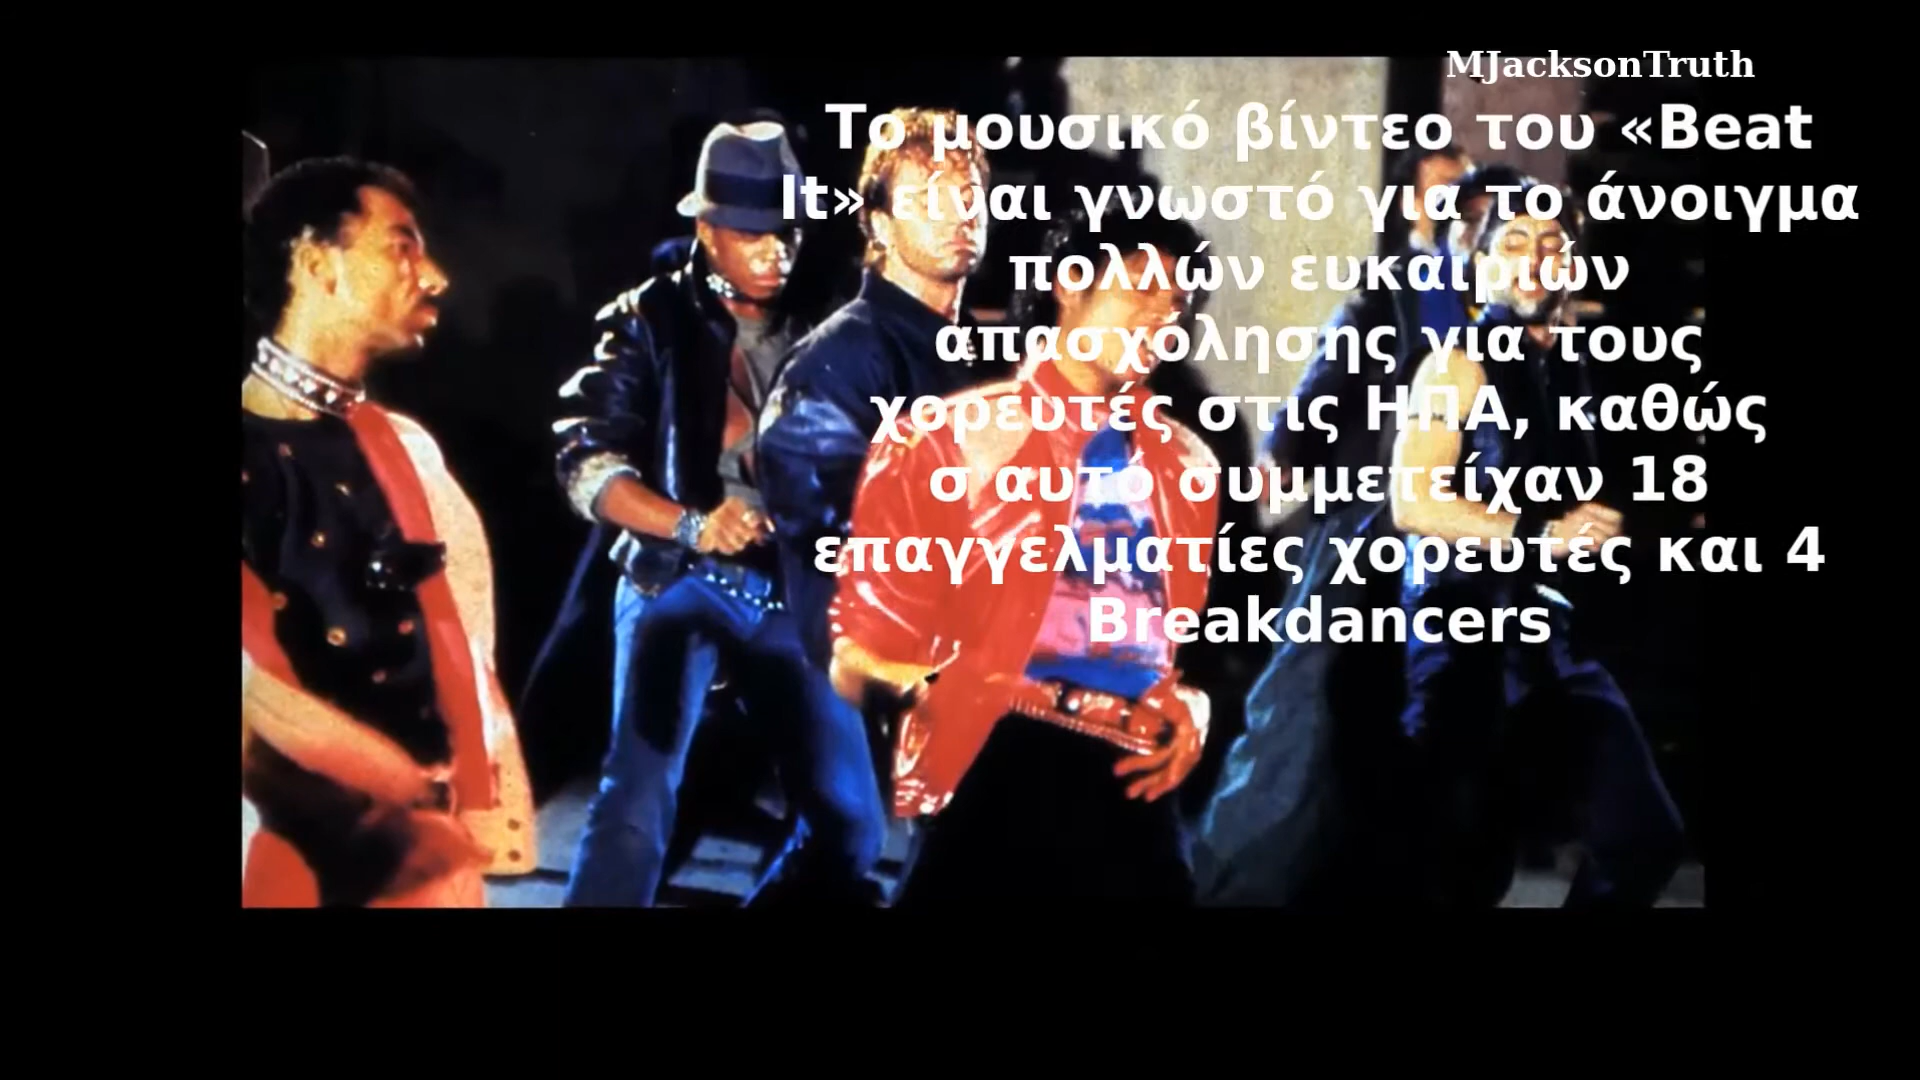 MJacksonTruth
Το μουσικό βίντεο του «Beat
It» είναι γνωστό για το άνοιγμα
πολλών ευκαιριών
απασχόλησης για τους
χορευτές στις ΗΠΑ, καθώς
σ αυτό συμμετείχαν 18
επαγγελματίες χορευτές και 4
Breakdancers